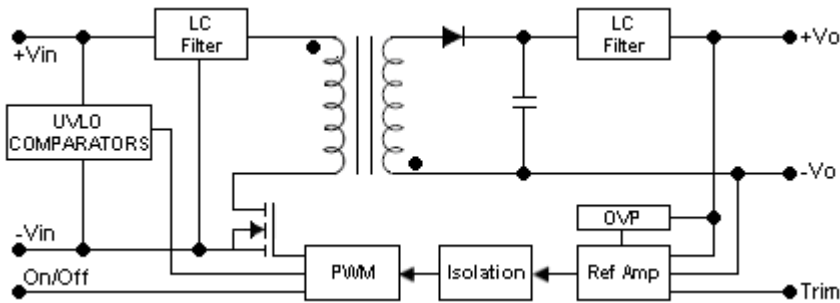 LC
Filter
LC
Filter
+Vin
+Vo
UVLO
COMPARATORS
-Vo
OVP
-Vin
On/Off
PWM
Isolation
Ref Amp
Trim